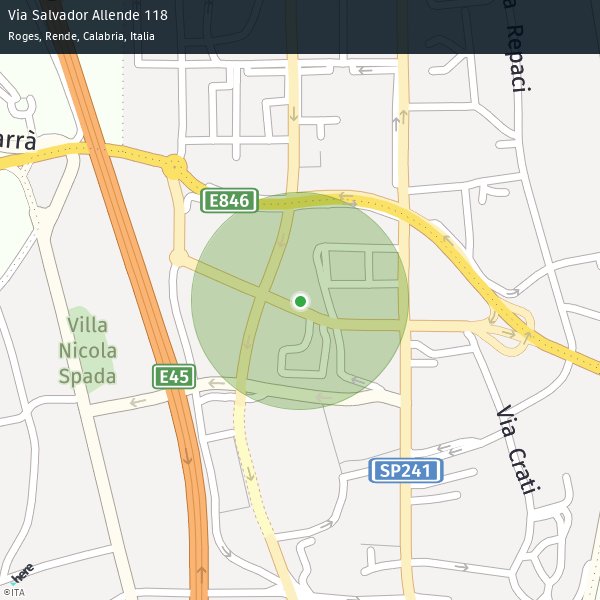 Via Salvador Allende 118
Roges, Rende, Calabria, Italia
a Repaci
arrà
E846
Villa
Nicola
Spada
E45
Via Crati
SP241
here
©ITA